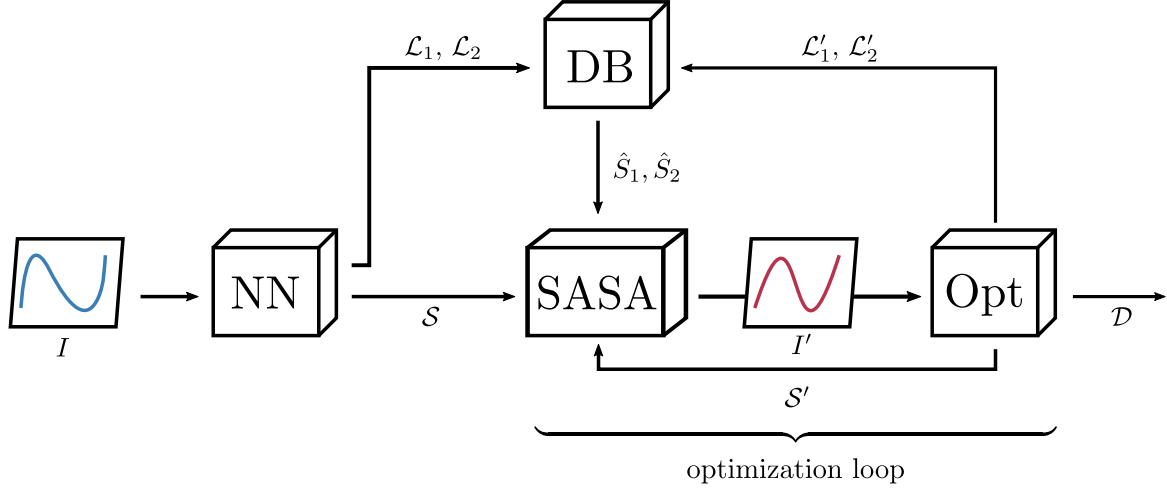 ℒ₁, ℒ₂
DB
ℒ′₁, ℒ′₂
Ŝ₁, Ŝ₂
NN
SASA
Opt
𝒮
𝒟
I
I′
𝒮′
optimization loop